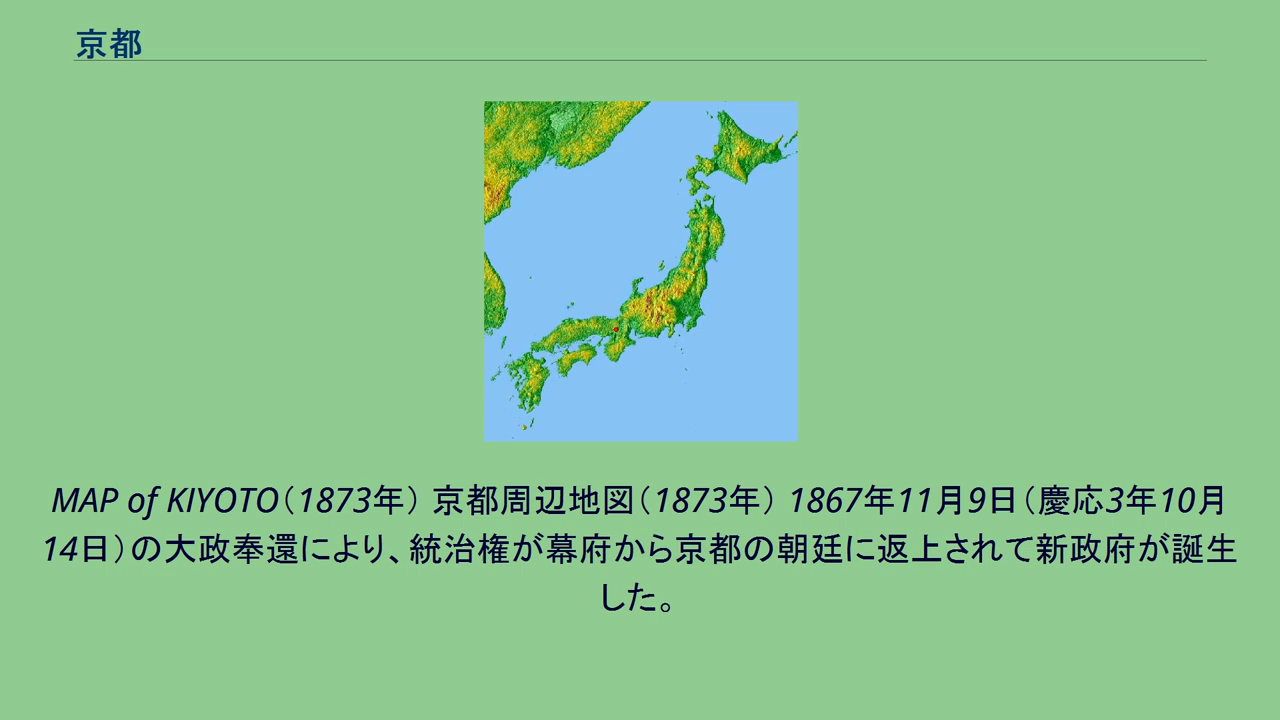 京都
MAP of KIYOTO（1873年） 京都周辺地図（1873年） 1867年11月9日（慶応3年10月
14日）の大政奉還により、統治権が幕府から京都の朝廷に返上されて新政府が誕生
した。